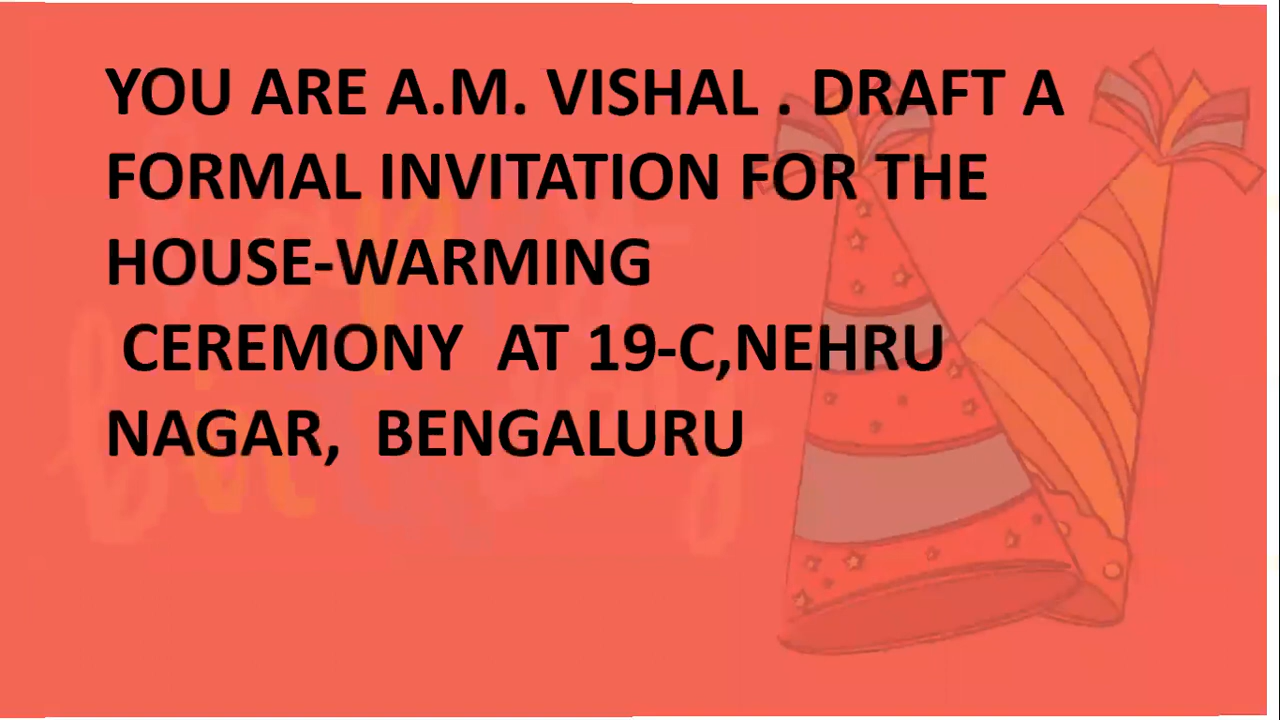 YOU ARE A.M. VISHAL . DRAFT A
FORMAL INVITATION FOR THE
HOUSE-WARMING
CEREMONY AT 19-C,NEHRU
NAGAR, BENGALURU